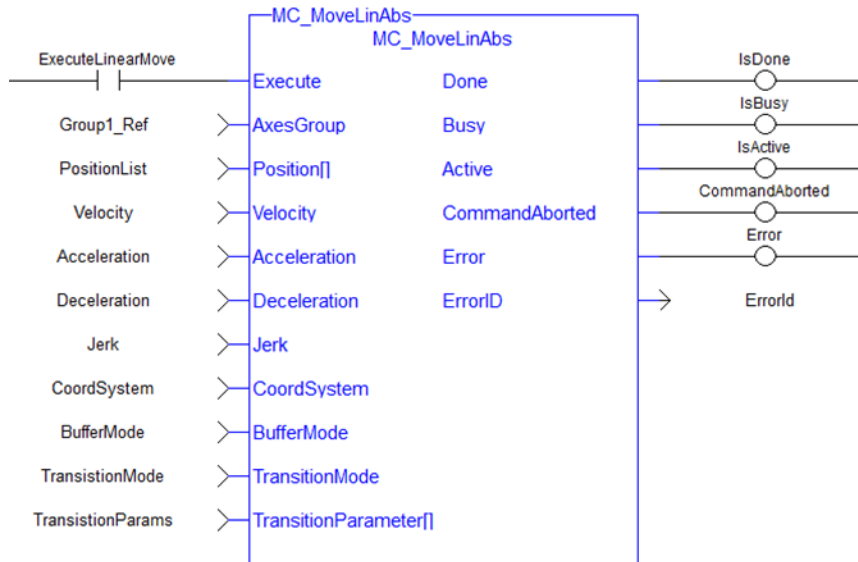 MC_MoveLinAbs
MC_MoveLinAbs
ExecuteLinearMove Execute Done IsDone
Group1_Ref AxesGroup Busy IsBusy
PositionList Position[] Active IsActive
Velocity Velocity CommandAborted CommandAborted
Acceleration Acceleration Error Error
Deceleration Deceleration ErrorID ErrorId
Jerk Jerk
CoordSystem CoordSystem
BufferMode BufferMode
TransistionMode TransitionMode
TransistionParams TransitionParameter[]